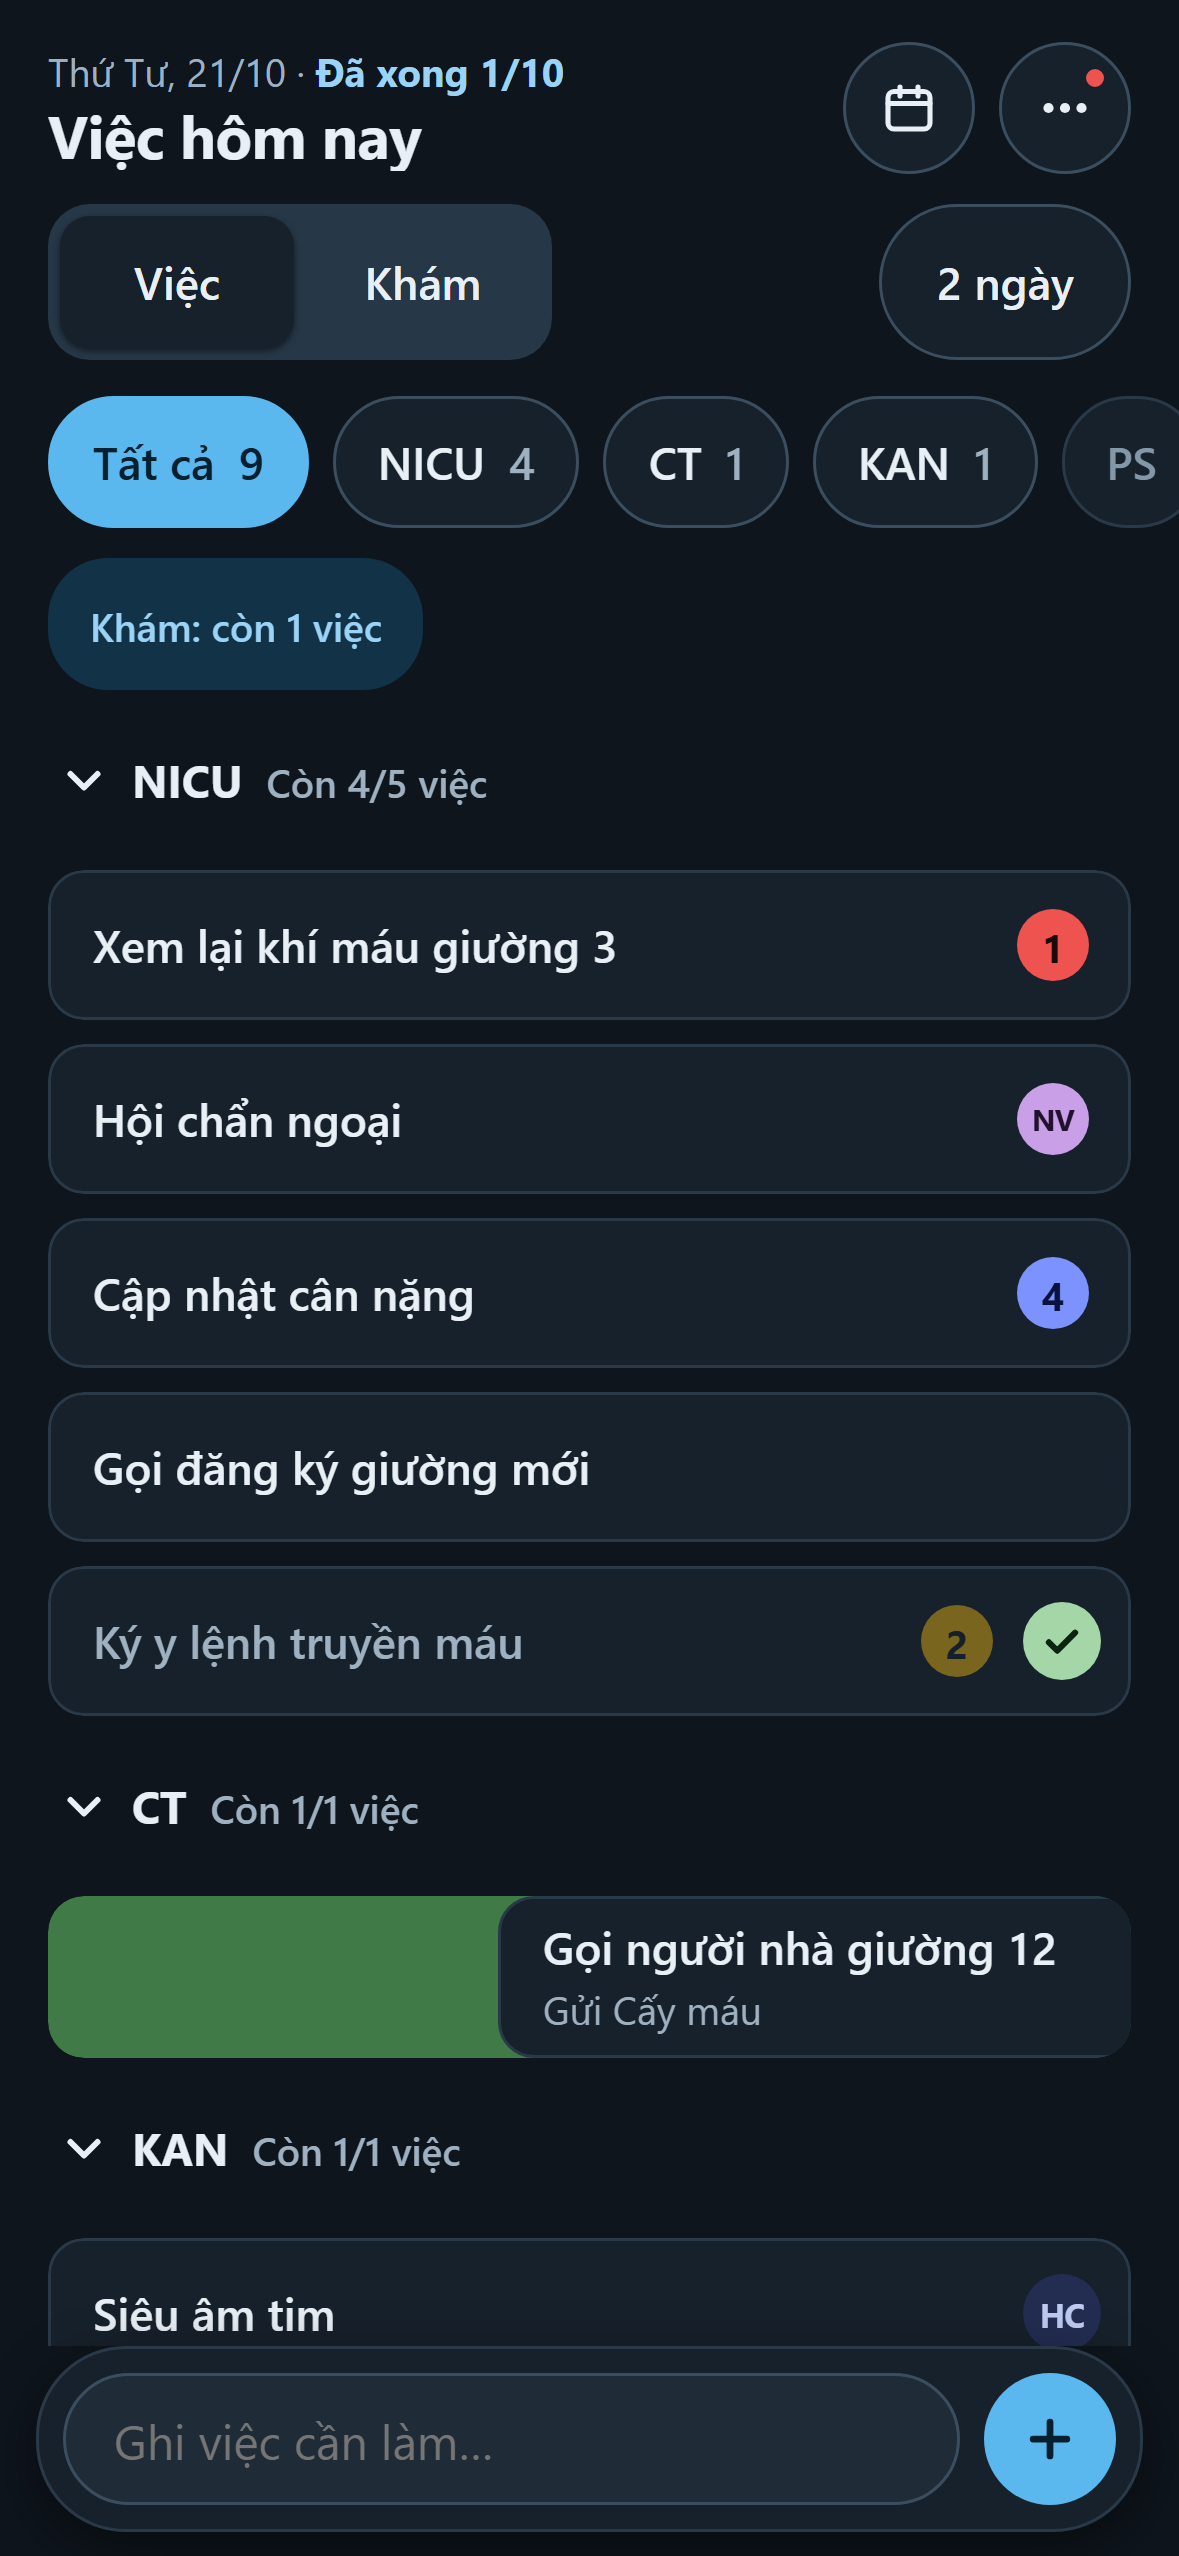 Thứ Tư, 21/10 · Đã xong 1/10
Việc hôm nay
Việc
Khám
2 ngày
Tất cả 9
NICU 4
CT 1
KAN 1
PS
Khám: còn 1 việc
NICU Còn 4/5 việc
Xem lại khí máu giường 3
1
Hội chẩn ngoại
NV
Cập nhật cân nặng
4
Gọi đăng ký giường mới
Ký y lệnh truyền máu
2
CT Còn 1/1 việc
Gọi người nhà giường 12
Gửi Cấy máu
KAN Còn 1/1 việc
Siêu âm tim
HC
Ghi việc cần làm...